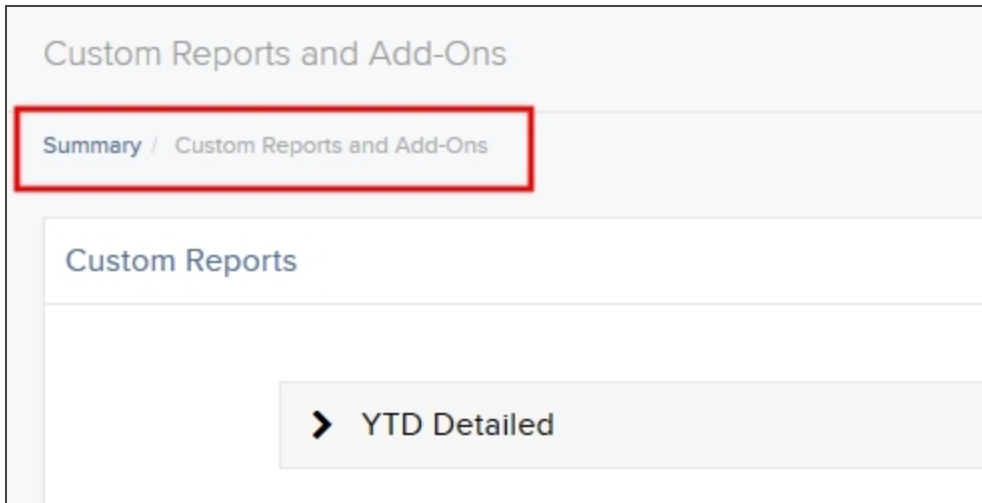 Custom Reports and Add-Ons
Summary / Custom Reports and Add-Ons
Custom Reports
YTD Detailed